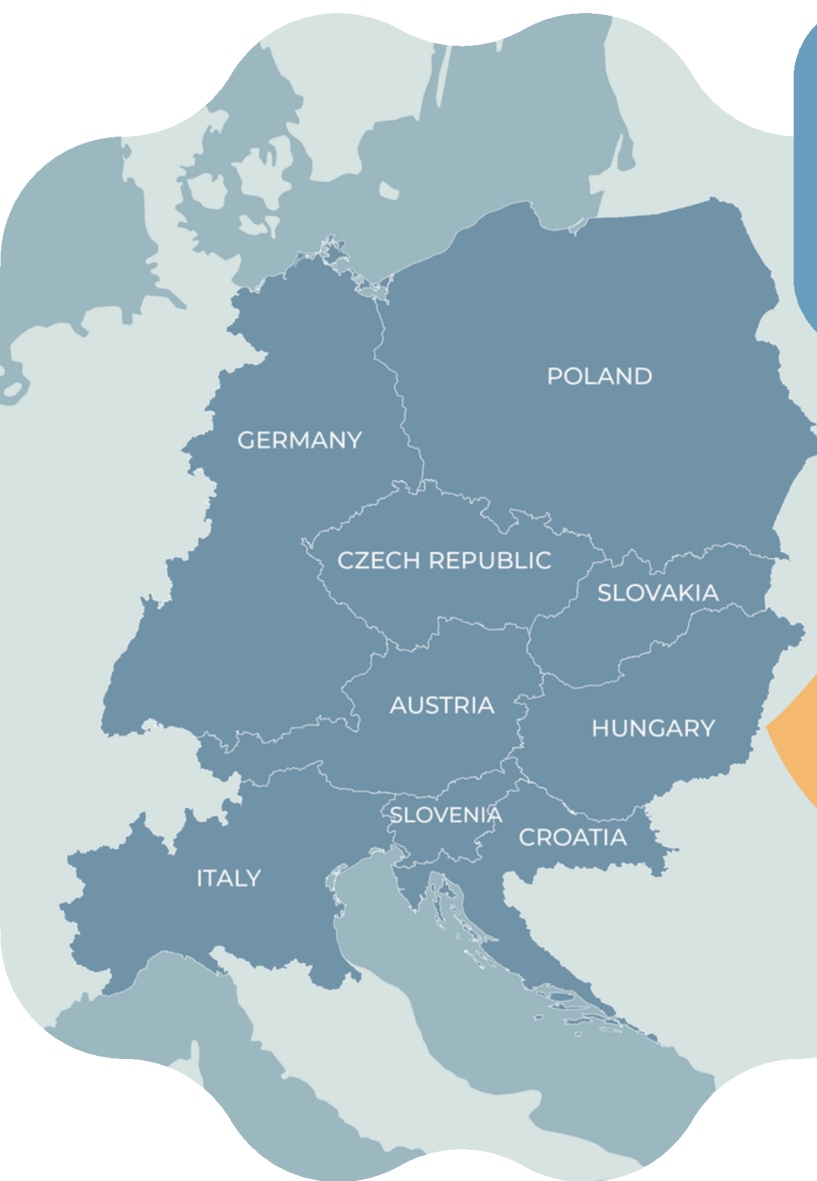 POLAND
GERMANY
CZECH REPUBLIC
SLOVAKIA
AUSTRIA
HUNGARY
SLOVENIA
CROATIA
ITALY